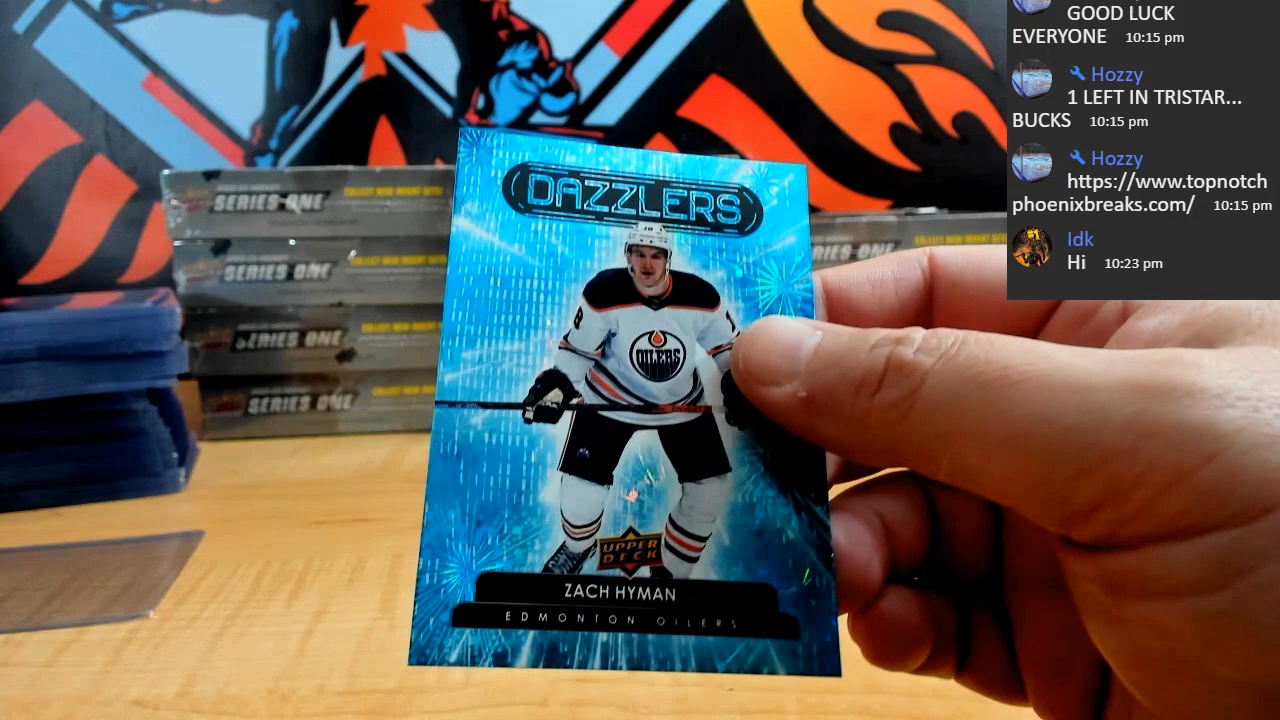 GOOD LUCK
EVERYONE 10:15 pm
Hozzy
1 LEFT IN TRISTAR...
BUCKS 10:15 pm
Hozzy
https://www.topnotch
phoenixbreaks.com/ 10:15 pm
Idk
Hi 10:23 pm
DAZZLERS
18
OILERS
UPPER
DECK
ZACH HYMAN
EDMONTON OILERS
SERIES ONE
SERIES ONE
SERIES ONE
SERIES ONE
SERIES ONE